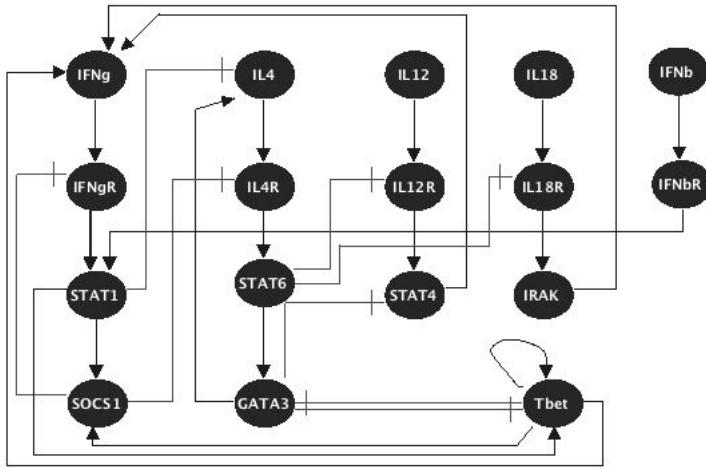 IFNg
IL4
IL12
IL18
IFNb
IFNgR
IL4R
IL12R
IL18R
IFNbR
STAT1
STAT6
STAT4
IRAK
SOCS1
GATA3
Tbet